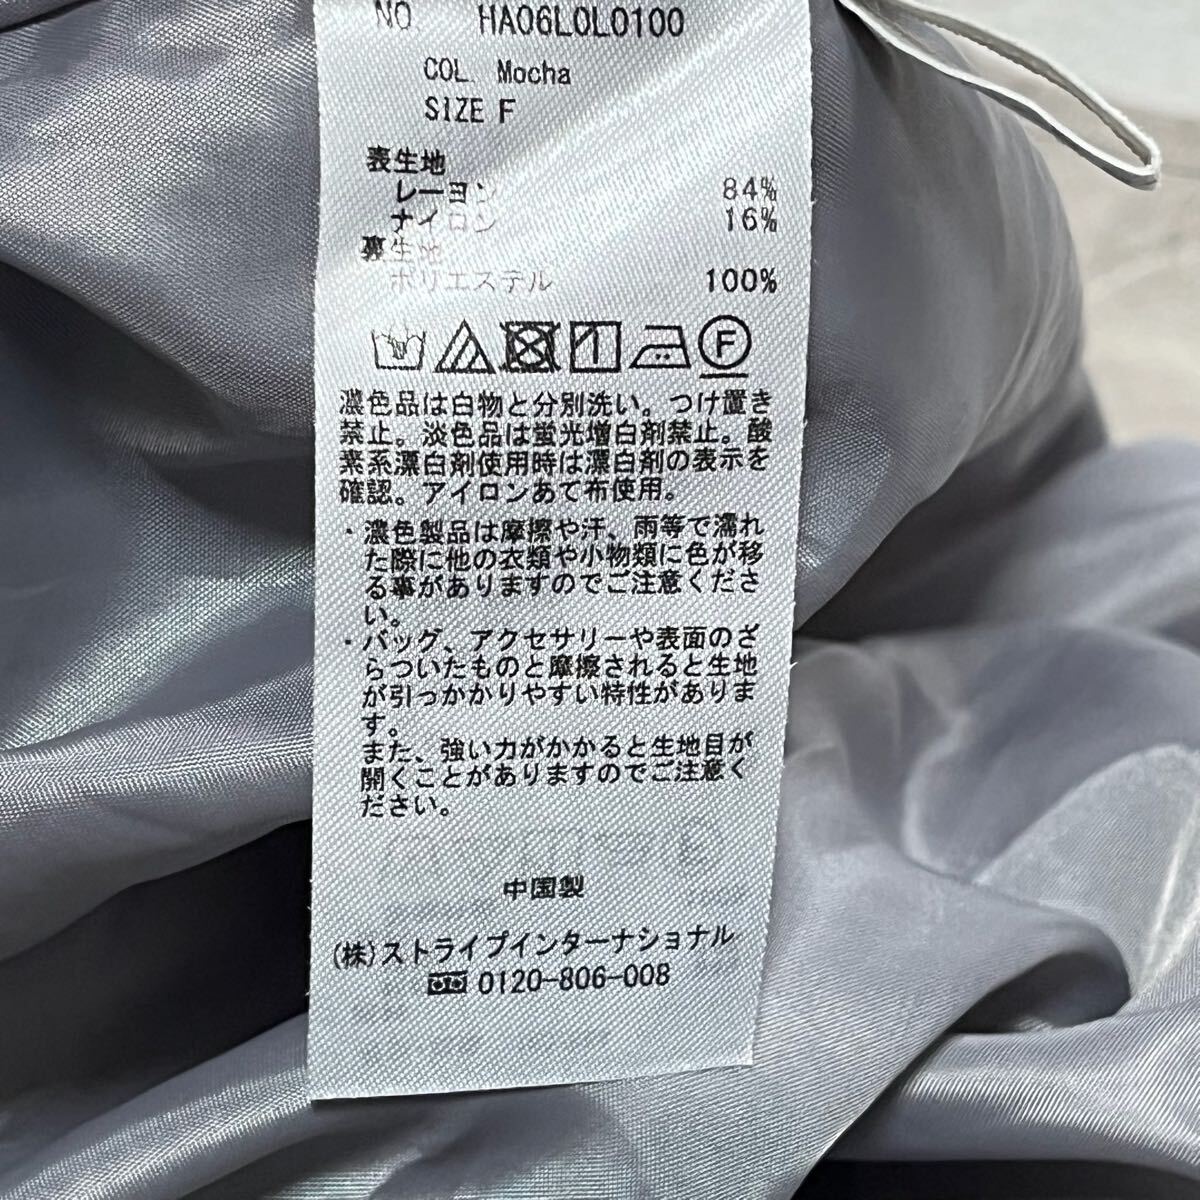 NO HA06L0L0100
COL. Mocha
SIZE F
表生地
レーヨン 84%
ナイロン 16%
裏生地
ポリエステル 100%
F
濃色品は白物と分別洗い。つけ置き
禁止。淡色品は蛍光増白剤禁止。酸
素系漂白剤使用時は漂白剤の表示を
確認。アイロンあて布使用。
・濃色製品は摩擦や汗、雨等で濡れ
た際に他の衣類や小物類に色が移
る事がありますのでご注意くださ
い。
・バッグ、アクセサリーや表面のざ
らついたものと摩擦されると生地
が引っかかりやすい特性がありま
す。
また、強い力がかかると生地目が
開くことがありますのでご注意く
ださい。
中国製
(株)ストライプインターナショナル
0120-806-008